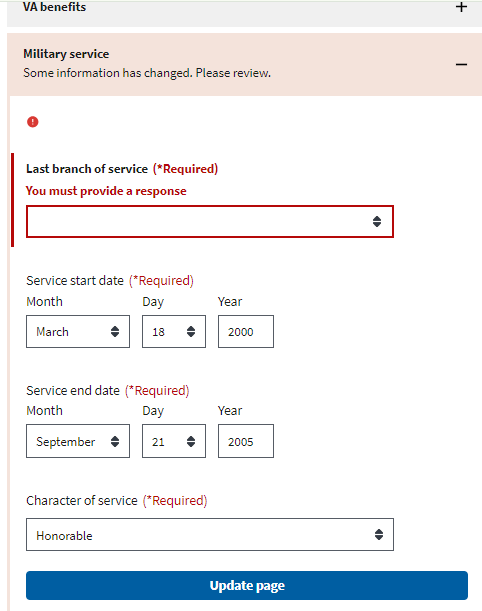 VA benefits
Military service
Some information has changed. Please review.
Last branch of service (*Required)
You must provide a response
Service start date (*Required)
Month Day Year
March 18 2000
Service end date (*Required)
Month Day Year
September 21 2005
Character of service (*Required)
Honorable
Update page